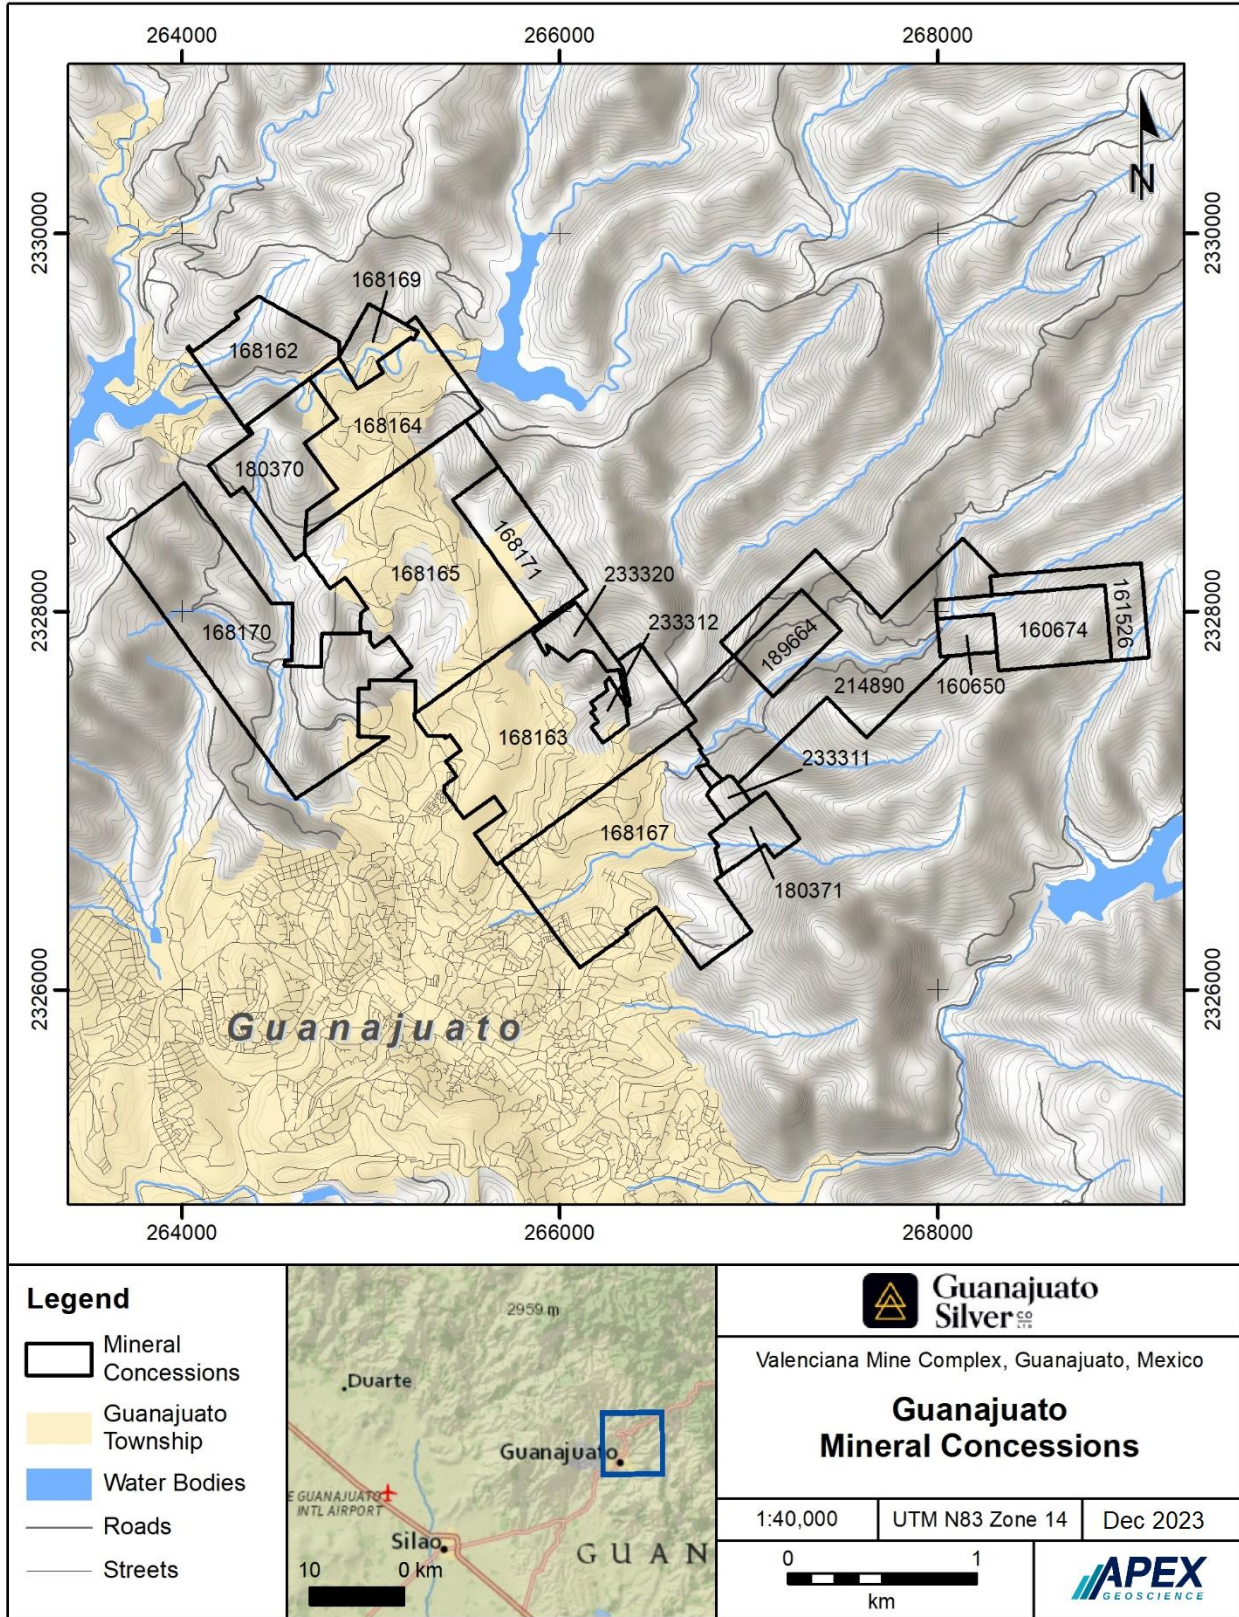 264000
266000
268000
N
2330000
2330000
168169
168162
168164
180370
168171
168165
233320
233312
2328000
2328000
168170
189664
160674
161526
214890
160650
168163
233311
168167
180371
2326000
2326000
Guanajuato
264000
266000
268000
Legend
Mineral
Concessions
Guanajuato
Township
Water Bodies
Roads
Streets
2959 m
Duarte
Guanajuato
E GUANAJUATO
INTL AIRPORT
Silao
GUAN
10 0 km
Guanajuato
Silver CO
LTD
Valenciana Mine Complex, Guanajuato, Mexico
Guanajuato
Mineral Concessions
1:40,000 UTM N83 Zone 14 Dec 2023
0 1
km
APEX
GEOSCIENCE